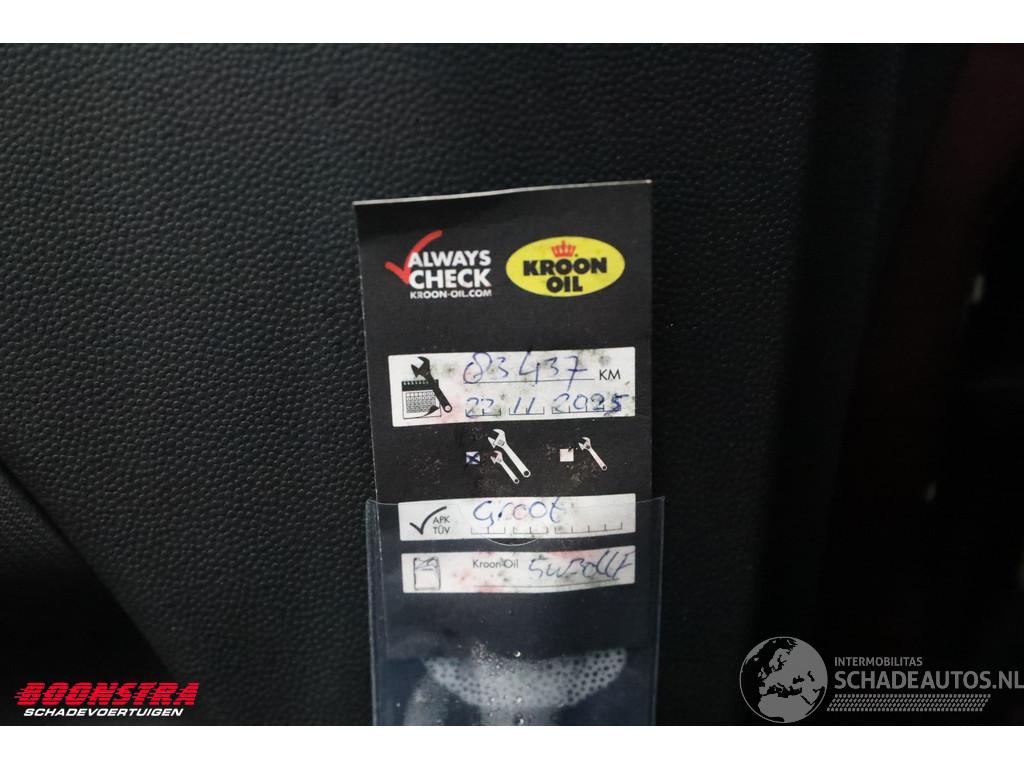 ALWAYS
CHECK
KROON-OIL.COM
KROON
OIL
83437 KM
22 11 2025
APK
TÜV
Groot
Kroon-Oil 5w30
BOONSTRA
SCHADEVOERTUIGEN
INTERMOBILITAS
SCHADEAUTOS.NL